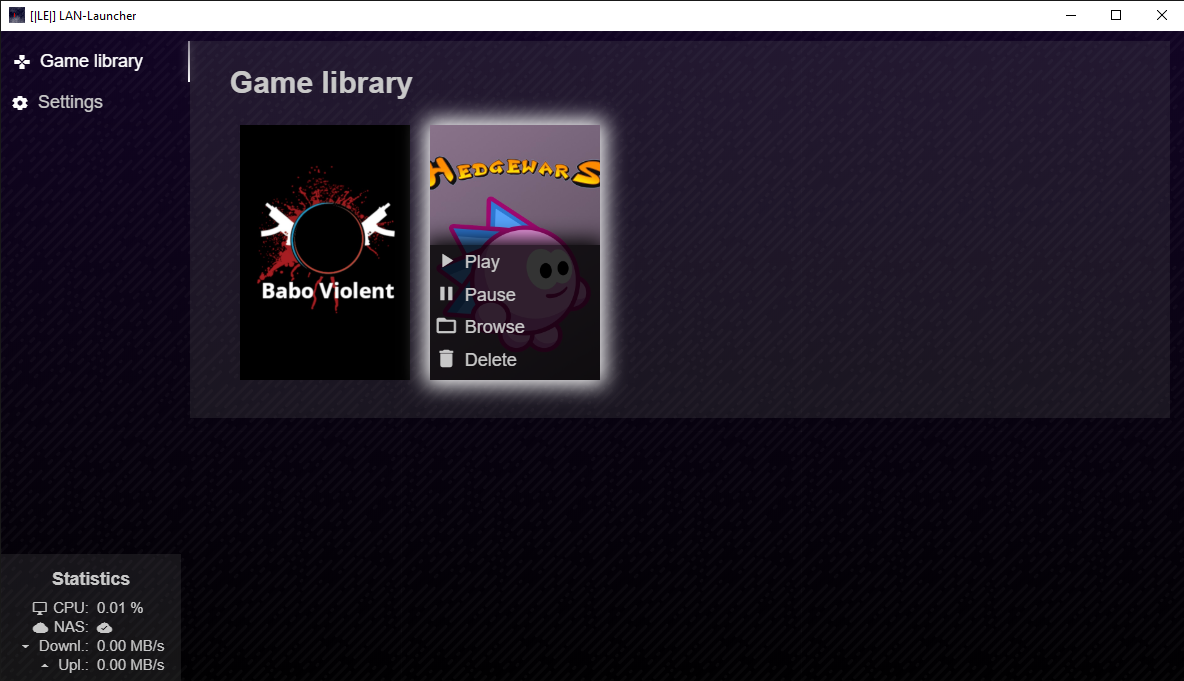 [|LE|] LAN-Launcher
Game library
Settings
Game library
Babo Violent
HEDGEWARS
Play
Pause
Browse
Delete
Statistics
CPU: 0.01 %
NAS:
Downl.: 0.00 MB/s
Upl.: 0.00 MB/s